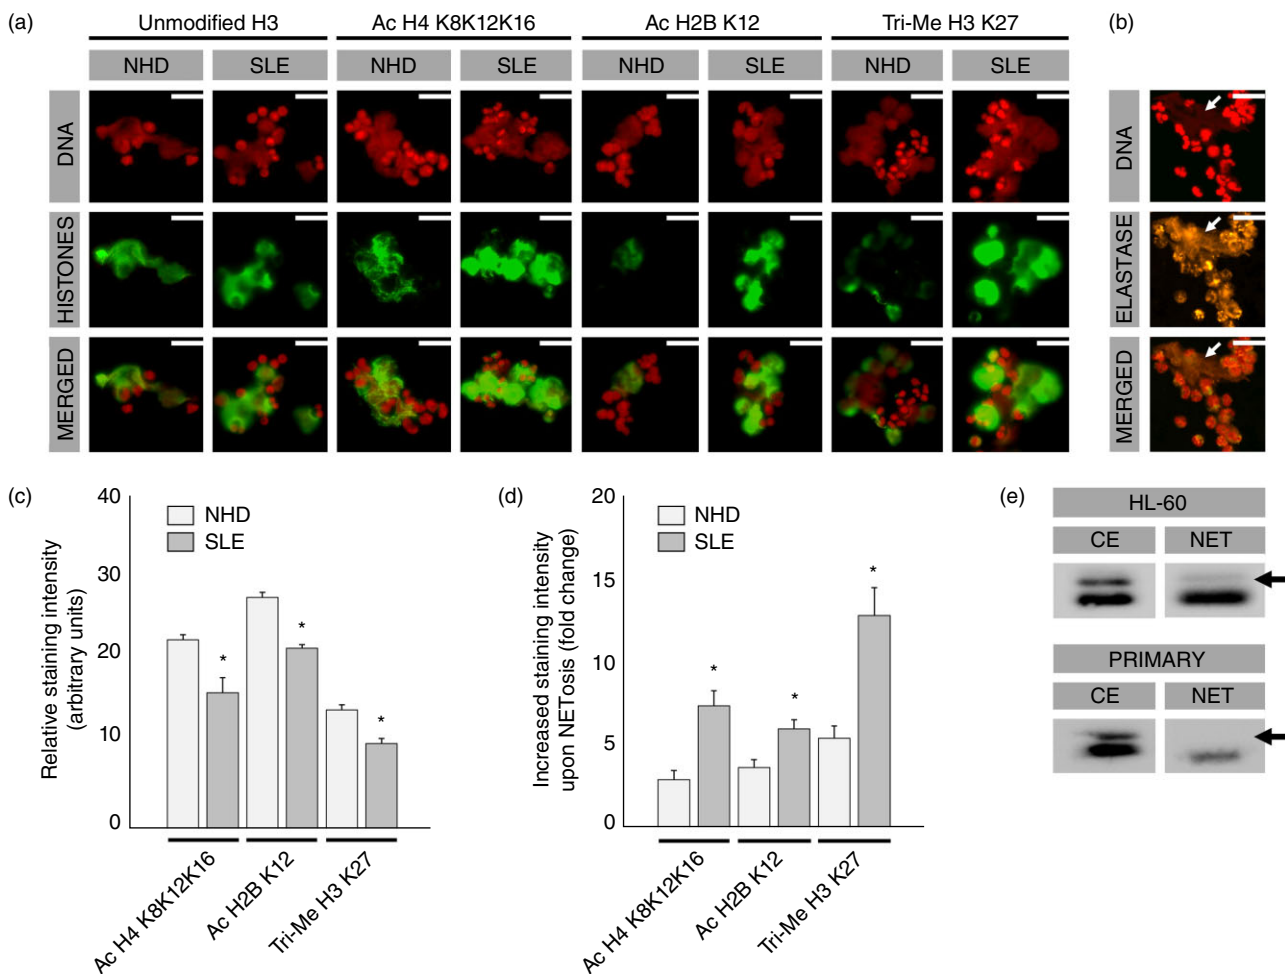 (a)
Unmodified H3
Ac H4 K8K12K16
Ac H2B K12
Tri-Me H3 K27
(b)
NHD
SLE
NHD
SLE
NHD
SLE
NHD
SLE
DNA
HISTONES
MERGED
DNA
ELASTASE
MERGED
(c)
Relative staining intensity
(arbitrary units)
40
30
20
10
0
NHD
SLE
*
*
*
Ac H4 K8K12K16
Ac H2B K12
Tri-Me H3 K27
(d)
Increased staining intensity
upon NETosis (fold change)
20
15
10
5
0
NHD
SLE
*
*
*
Ac H4 K8K12K16
Ac H2B K12
Tri-Me H3 K27
(e)
HL-60
CE
NET
PRIMARY
CE
NET